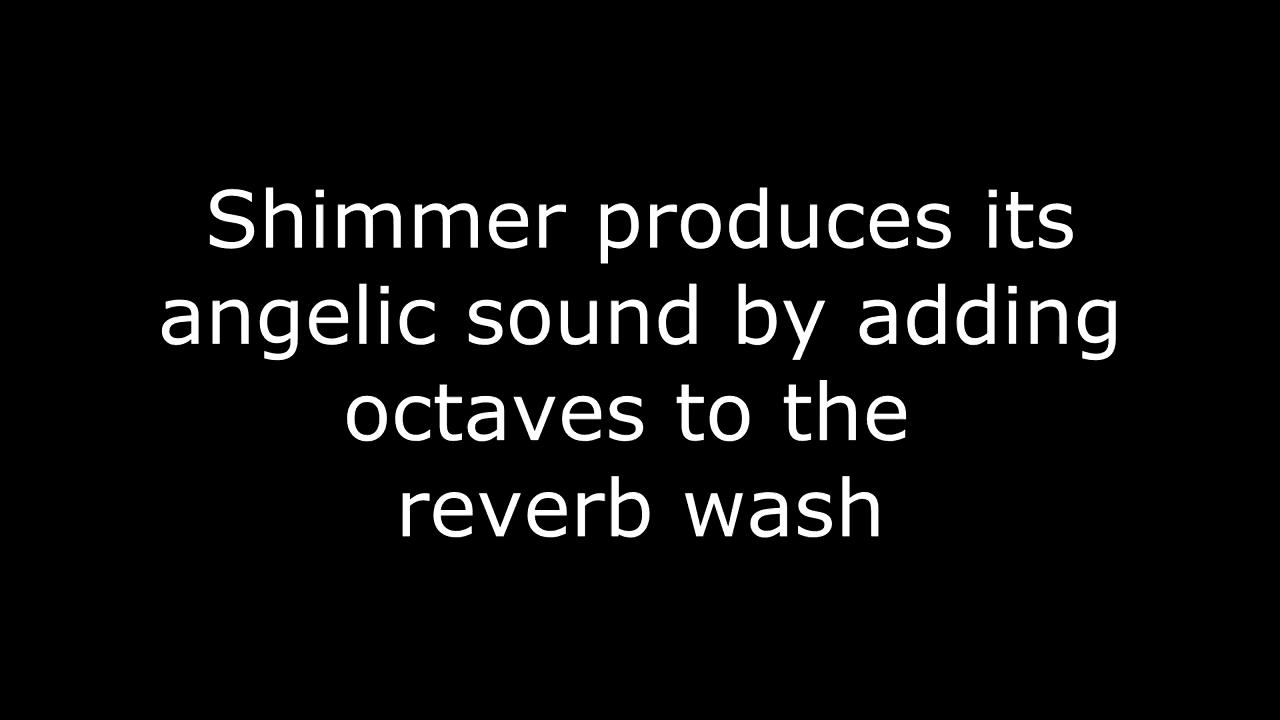 Shimmer produces its
angelic sound by adding
octaves to the
reverb wash